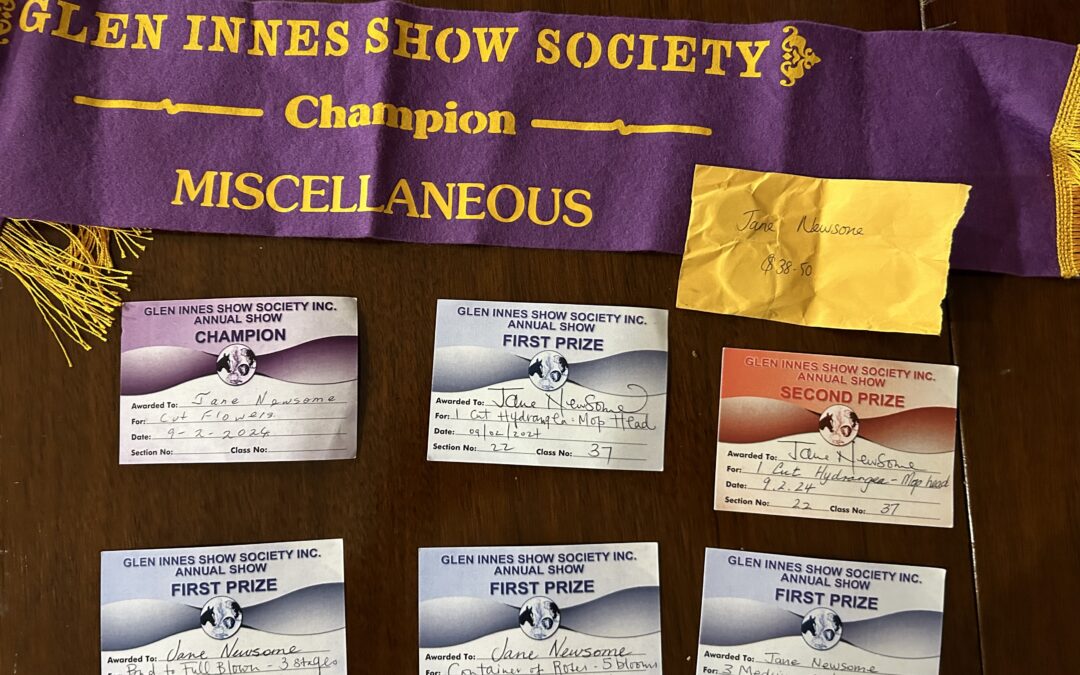 GLEN INNES SHOW SOCIETY
Champion
MISCELLANEOUS
Jane Newsome
$38-50
GLEN INNES SHOW SOCIETY INC.
ANNUAL SHOW
CHAMPION
Awarded To: Jane Newsome
For: Cut Flowers
Date: 9-2-2024
Section No: Class No:
GLEN INNES SHOW SOCIETY INC.
ANNUAL SHOW
FIRST PRIZE
Awarded To: Jane Newsome
For: 1 Cut Hydrangea - Mop Head
Date: 09/02/2024
Section No: 22 Class No: 37
GLEN INNES SHOW SOCIETY INC.
ANNUAL SHOW
SECOND PRIZE
Awarded To: Jane Newsome
For: 1 Cut Hydrangea - Mop head
Date: 9.2.24
Section No: 22 Class No: 37
GLEN INNES SHOW SOCIETY INC.
ANNUAL SHOW
FIRST PRIZE
Awarded To: Jane Newsome
to Full Blown - 3 stages
GLEN INNES SHOW SOCIETY INC.
ANNUAL SHOW
FIRST PRIZE
Awarded To: Jane Newsome
For: Container of Roses - 5 blooms
GLEN INNES SHOW SOCIETY INC.
ANNUAL SHOW
FIRST PRIZE
Awarded To: Jane Newsome
For: 3